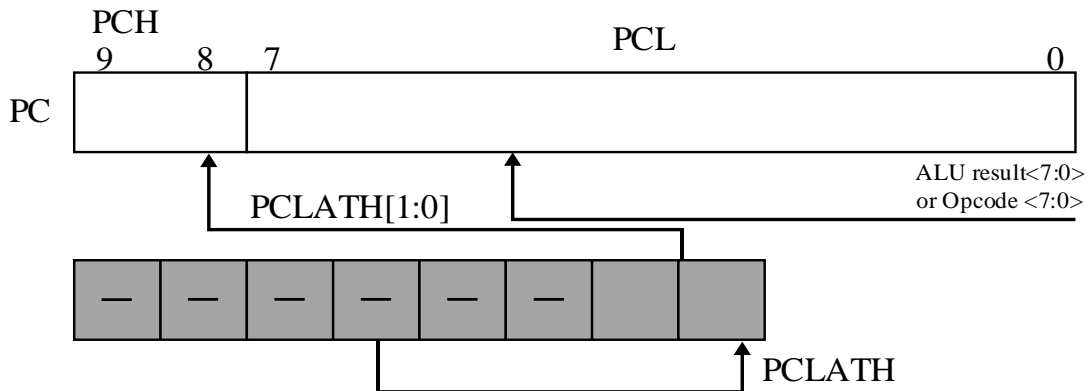 PCH
PCL
9 8 7 0
PC
ALU result<7:0>
or Opcode <7:0>
PCLATH[1:0]
— — — — — —
PCLATH